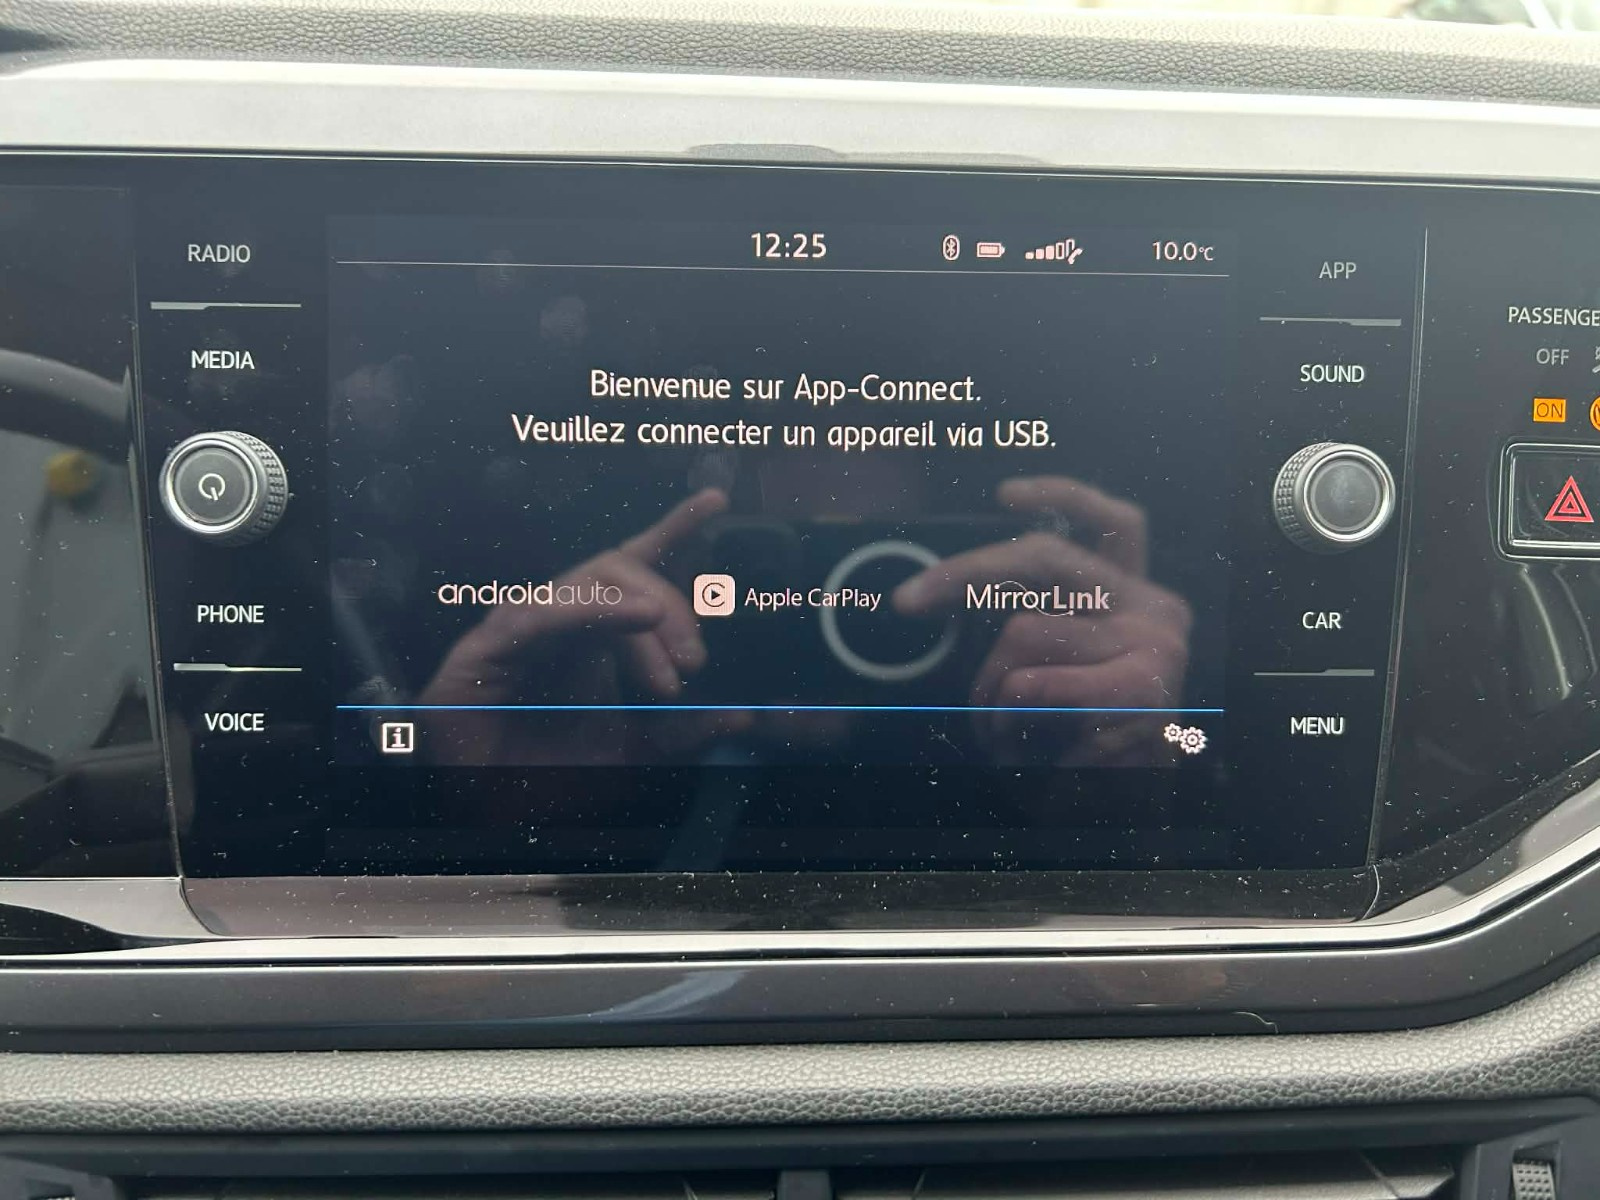 12:25
10.0°C
RADIO
MEDIA
PHONE
VOICE
Bienvenue sur App-Connect.
Veuillez connecter un appareil via USB.
androidauto
Apple CarPlay
MirrorLink
APP
SOUND
CAR
MENU
PASSENGE
OFF
ON